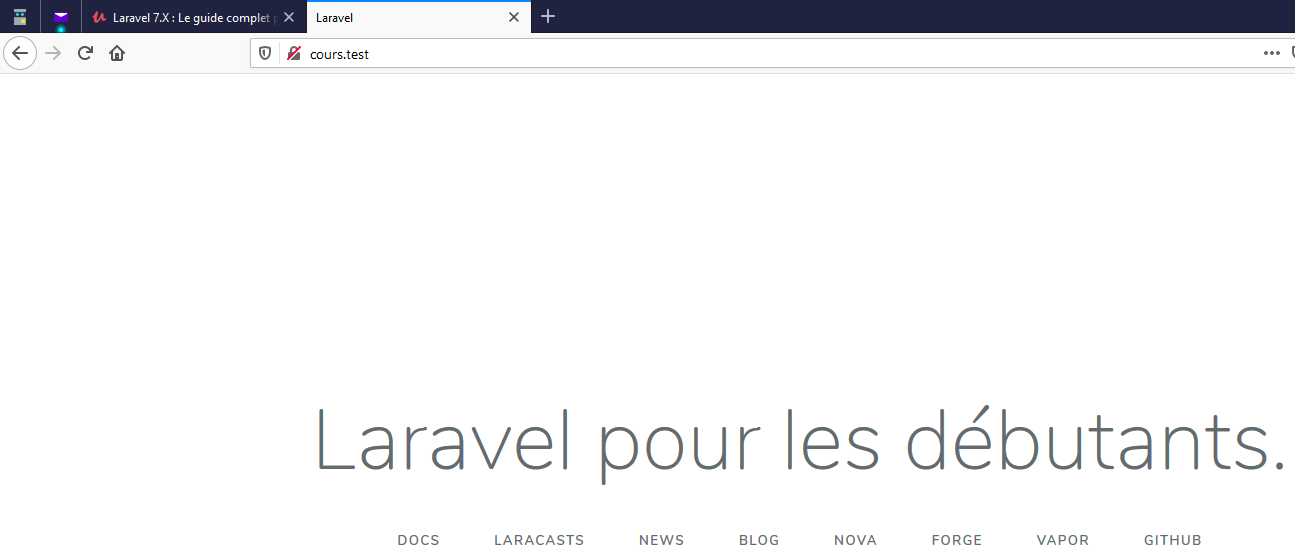 Laravel 7.X : Le guide complet
Laravel
cours.test
Laravel pour les débutants.
DOCS LARACASTS NEWS BLOG NOVA FORGE VAPOR GITHUB